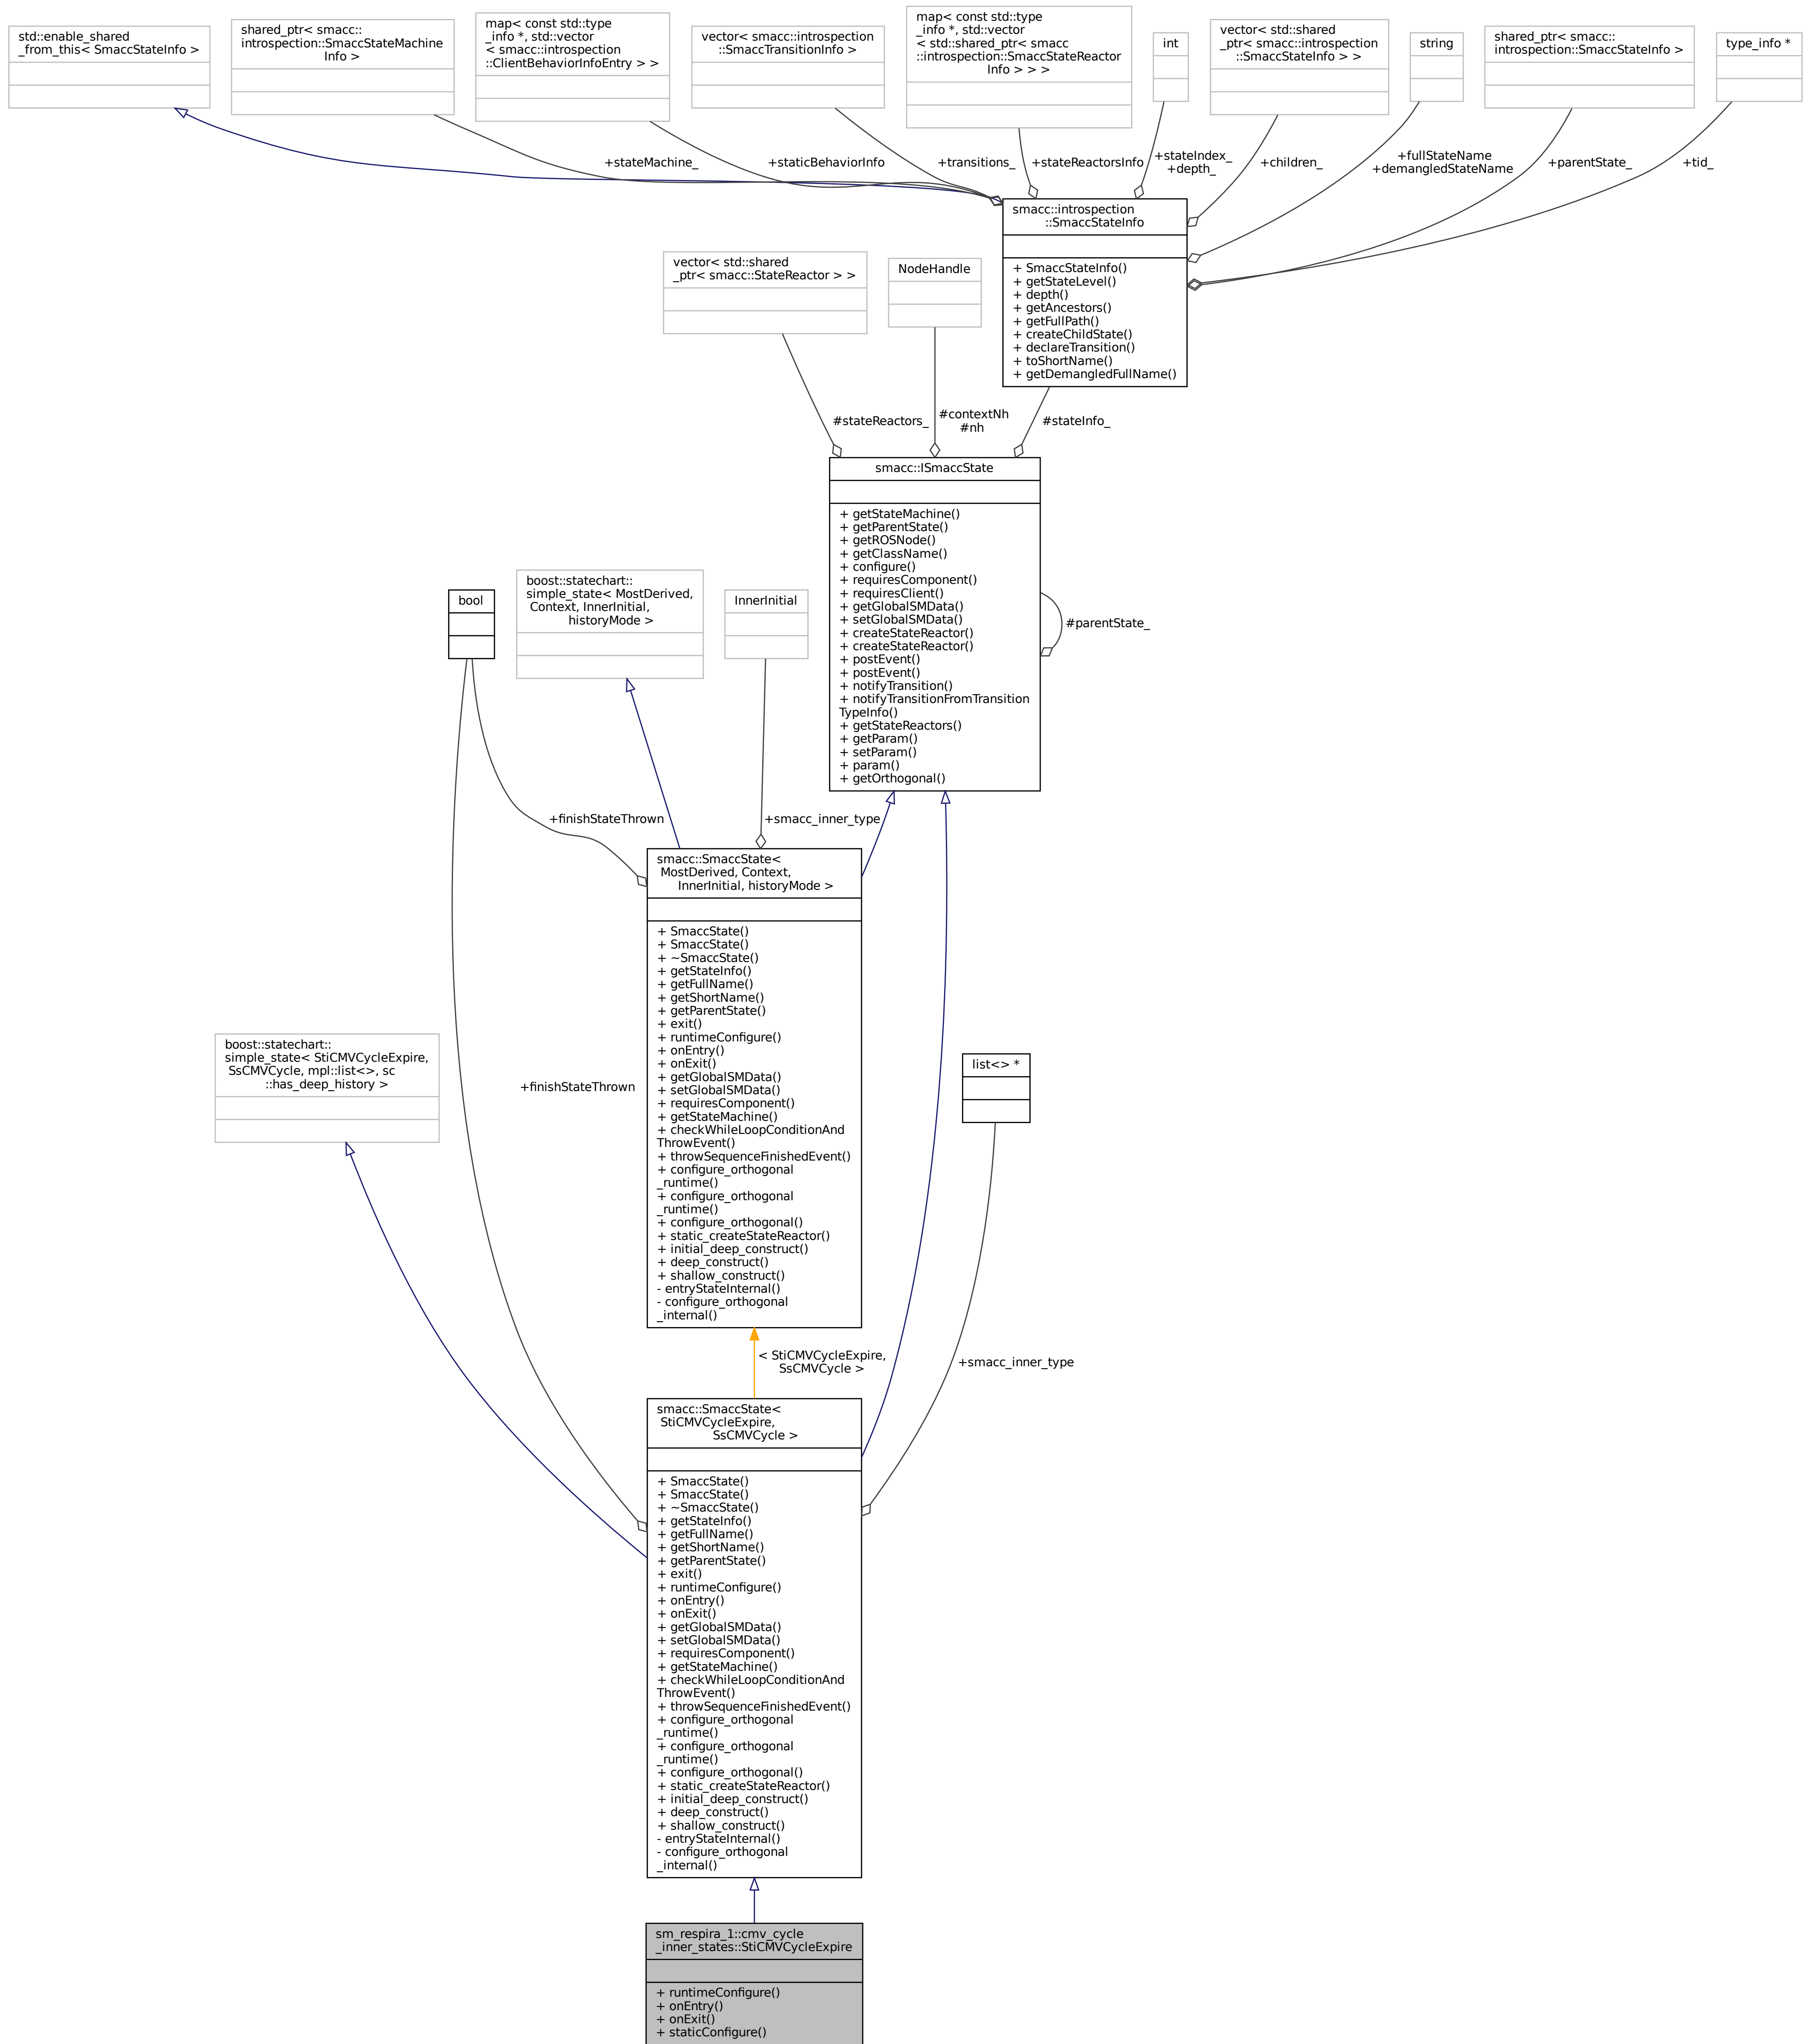 std::enable_shared
_from_this< SmaccStateInfo >
shared_ptr< smacc::
introspection::SmaccStateMachine
Info >
map< const std::type
_info *, std::vector
< smacc::introspection
::ClientBehaviorInfoEntry > >
vector< smacc::introspection
::SmaccTransitionInfo >
map< const std::type
_info *, std::vector
< std::shared_ptr< smacc
::introspection::SmaccStateReactor
Info > > >
int
vector< std::shared
_ptr< smacc::introspection
::SmaccStateInfo > >
string
shared_ptr< smacc::
introspection::SmaccStateInfo >
type_info *
+stateMachine_
+staticBehaviorInfo
+transitions_
+stateReactorsInfo
+stateIndex_
+depth_
+children_
+fullStateName
+demangledStateName
+parentState_
+tid_
smacc::introspection
::SmaccStateInfo
+ SmaccStateInfo()
+ getStateLevel()
+ depth()
+ getAncestors()
+ getFullPath()
+ createChildState()
+ declareTransition()
+ toShortName()
+ getDemangledFullName()
vector< std::shared
_ptr< smacc::StateReactor > >
NodeHandle
#stateReactors_
#contextNh
#nh
#stateInfo_
smacc::ISmaccState
+ getStateMachine()
+ getParentState()
+ getROSNode()
+ getClassName()
+ configure()
+ requiresComponent()
+ requiresClient()
+ getGlobalSMData()
+ setGlobalSMData()
+ createStateReactor()
+ createStateReactor()
+ postEvent()
+ postEvent()
+ notifyTransition()
+ notifyTransitionFromTransition
TypeInfo()
+ getStateReactors()
+ getParam()
+ setParam()
+ param()
+ getOrthogonal()
#parentState_
bool
boost::statechart::
simple_state< MostDerived,
Context, InnerInitial,
historyMode >
InnerInitial
+finishStateThrown
+smacc_inner_type
smacc::SmaccState<
MostDerived, Context,
InnerInitial, historyMode >
+ SmaccState()
+ SmaccState()
+ ~SmaccState()
+ getStateInfo()
+ getFullName()
+ getShortName()
+ getParentState()
+ exit()
+ runtimeConfigure()
+ onEntry()
+ onExit()
+ getGlobalSMData()
+ setGlobalSMData()
+ requiresComponent()
+ getStateMachine()
+ checkWhileLoopConditionAnd
ThrowEvent()
+ throwSequenceFinishedEvent()
+ configure_orthogonal
_runtime()
+ configure_orthogonal
_runtime()
+ configure_orthogonal()
+ static_createStateReactor()
+ initial_deep_construct()
+ deep_construct()
+ shallow_construct()
- entryStateInternal()
- configure_orthogonal
_internal()
boost::statechart::
simple_state< StiCMVCycleExpire,
SsCMVCycle, mpl::list<>, sc
::has_deep_history >
+finishStateThrown
list<> *
< StiCMVCycleExpire,
SsCMVCycle >
+smacc_inner_type
smacc::SmaccState<
StiCMVCycleExpire,
SsCMVCycle >
+ SmaccState()
+ SmaccState()
+ ~SmaccState()
+ getStateInfo()
+ getFullName()
+ getShortName()
+ getParentState()
+ exit()
+ runtimeConfigure()
+ onEntry()
+ onExit()
+ getGlobalSMData()
+ setGlobalSMData()
+ requiresComponent()
+ getStateMachine()
+ checkWhileLoopConditionAnd
ThrowEvent()
+ throwSequenceFinishedEvent()
+ configure_orthogonal
_runtime()
+ configure_orthogonal
_runtime()
+ configure_orthogonal()
+ static_createStateReactor()
+ initial_deep_construct()
+ deep_construct()
+ shallow_construct()
- entryStateInternal()
- configure_orthogonal
_internal()
sm_respira_1::cmv_cycle
_inner_states::StiCMVCycleExpire
+ runtimeConfigure()
+ onEntry()
+ onExit()
+ staticConfigure()